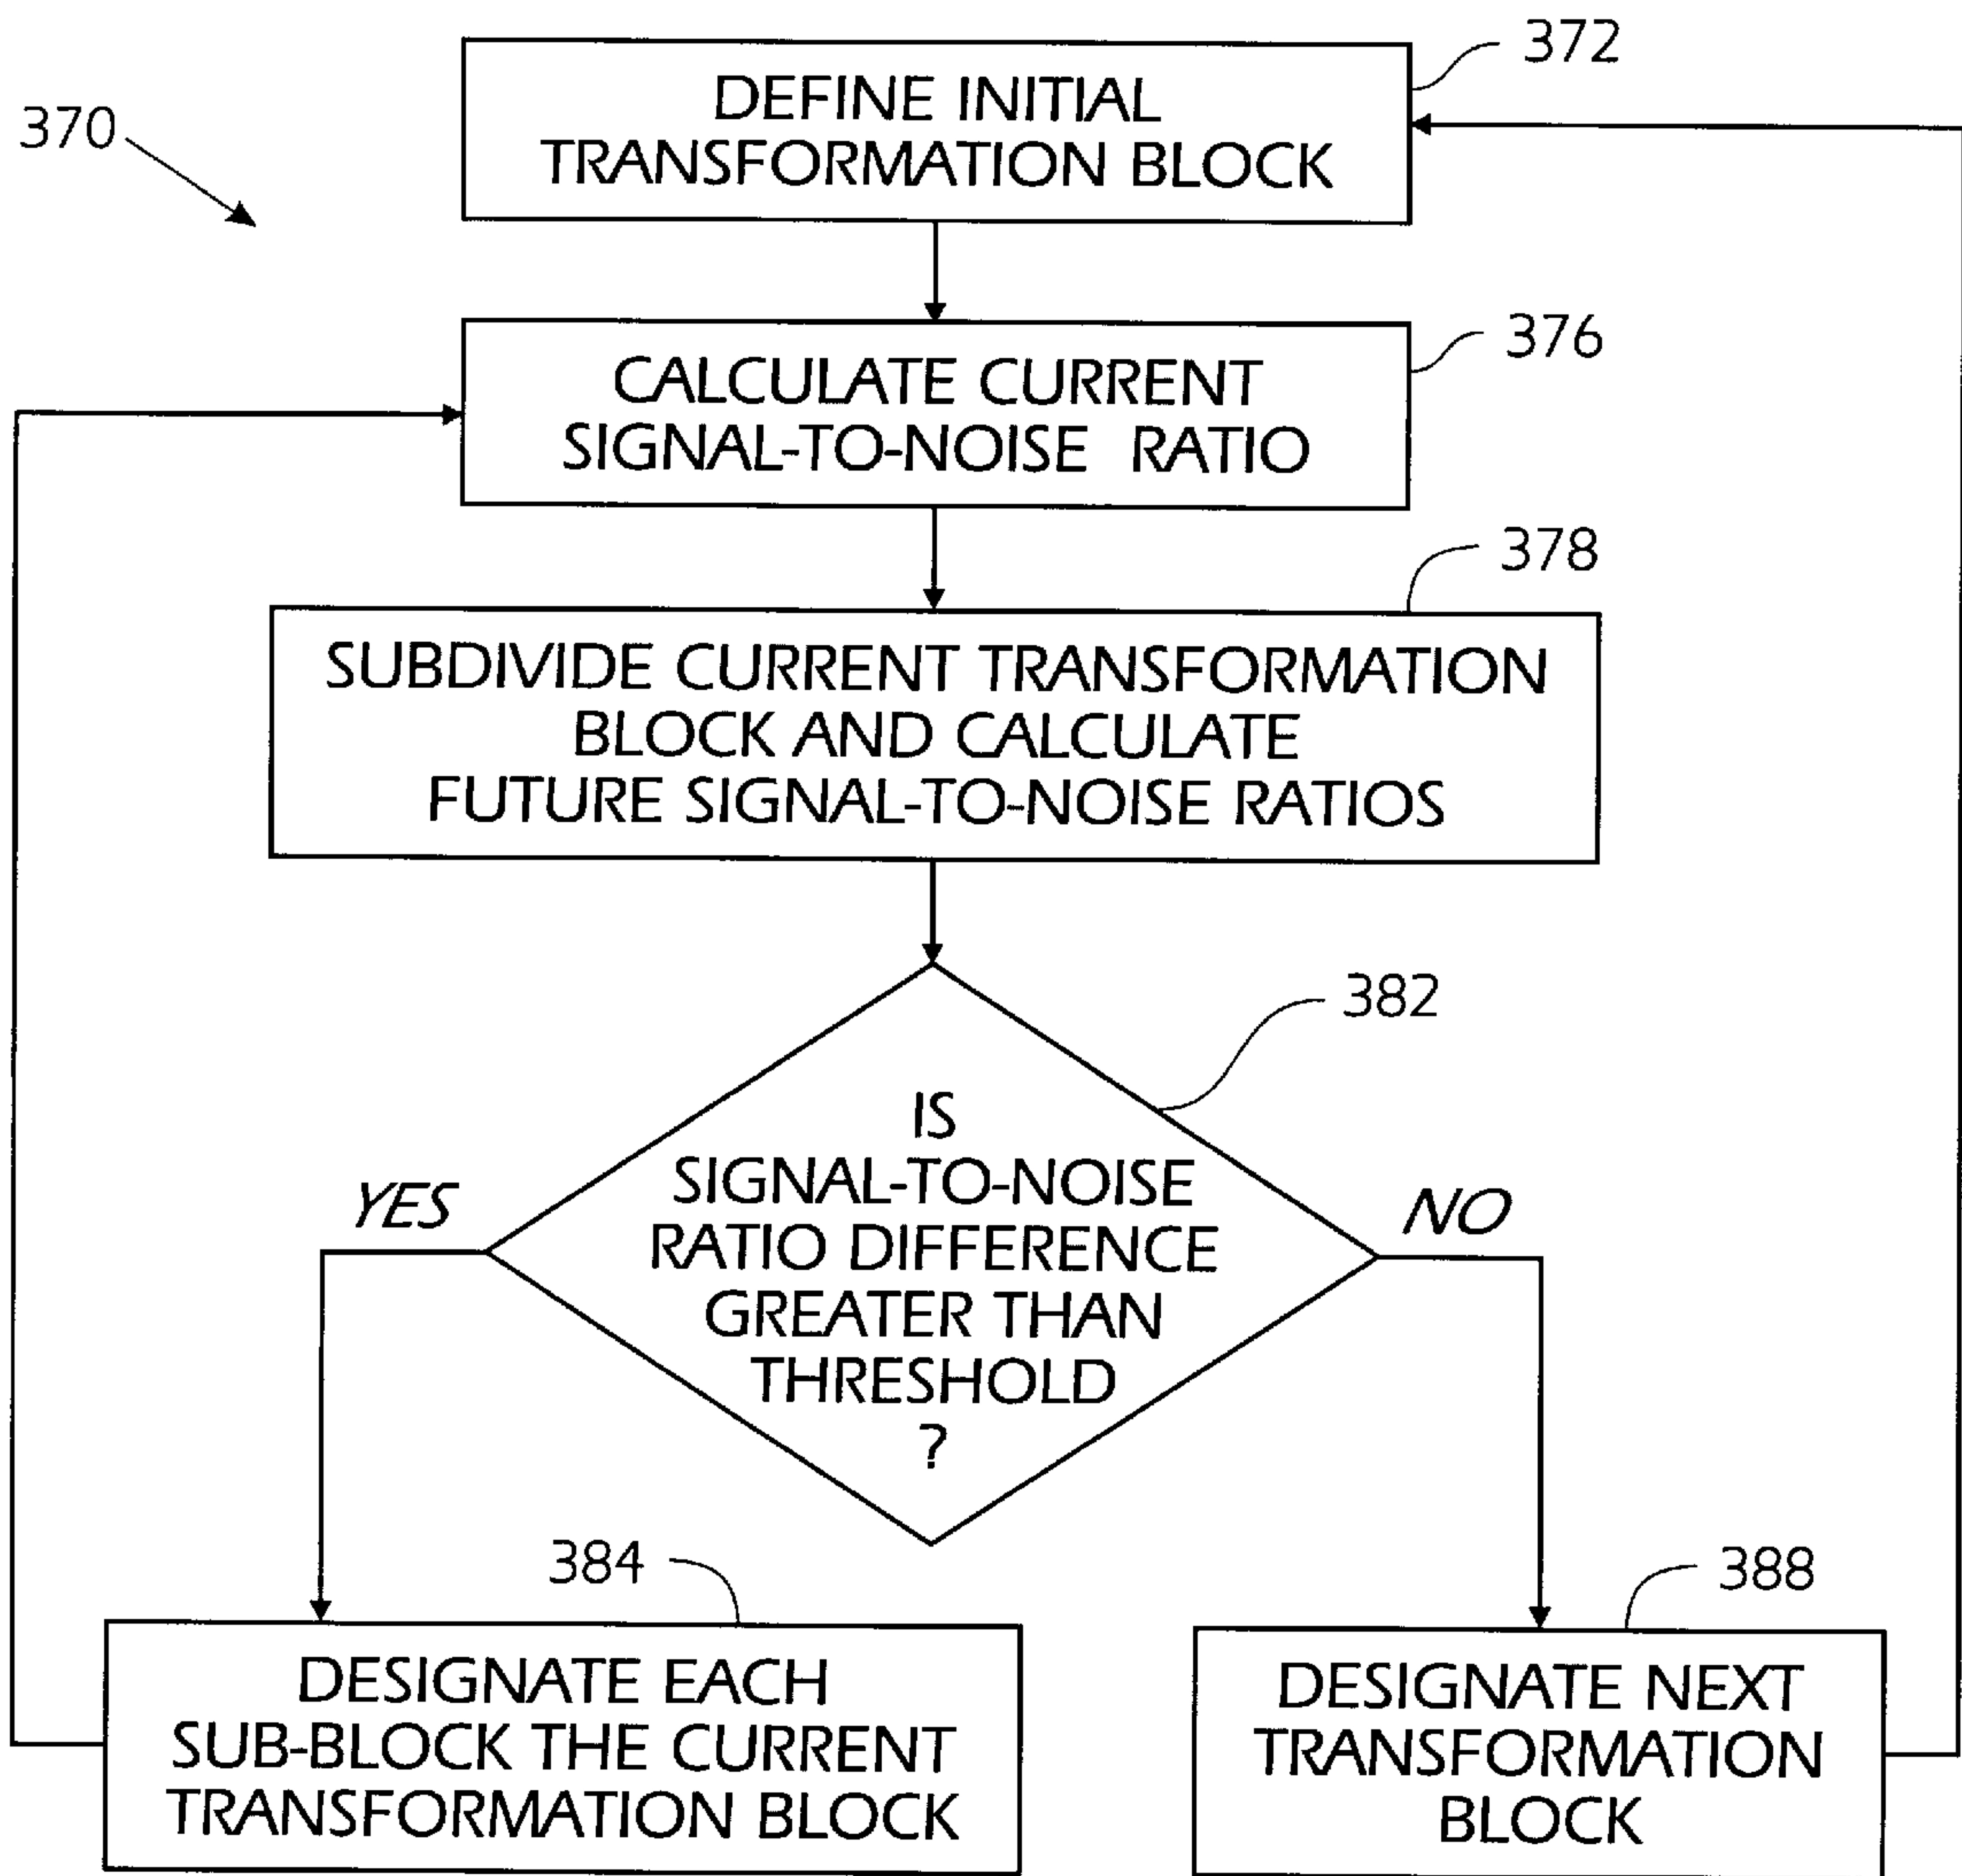 372
DEFINE INITIAL
TRANSFORMATION BLOCK
370
376
CALCULATE CURRENT
SIGNAL-TO-NOISE RATIO
378
SUBDIVIDE CURRENT TRANSFORMATION
BLOCK AND CALCULATE
FUTURE SIGNAL-TO-NOISE RATIOS
382
IS
SIGNAL-TO-NOISE
RATIO DIFFERENCE
GREATER THAN
THRESHOLD
?
YES
NO
384
DESIGNATE EACH
SUB-BLOCK THE CURRENT
TRANSFORMATION BLOCK
388
DESIGNATE NEXT
TRANSFORMATION
BLOCK